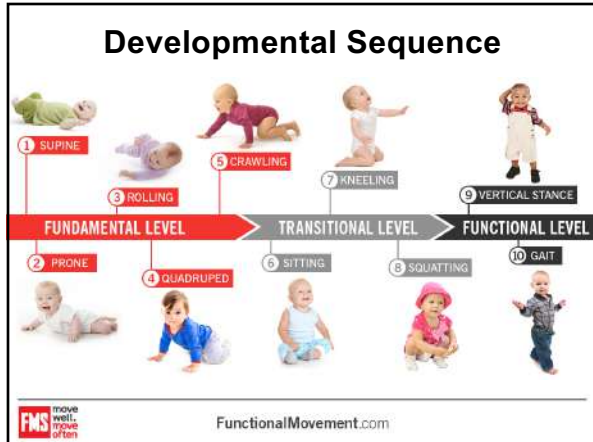 Developmental Sequence
1 SUPINE
5 CRAWLING
3 ROLLING
7 KNEELING
9 VERTICAL STANCE
FUNDAMENTAL LEVEL
TRANSITIONAL LEVEL
FUNCTIONAL LEVEL
2 PRONE
4 QUADRUPED
6 SITTING
8 SQUATTING
10 GAIT
FMS
move
well.
move
often
FunctionalMovement.com